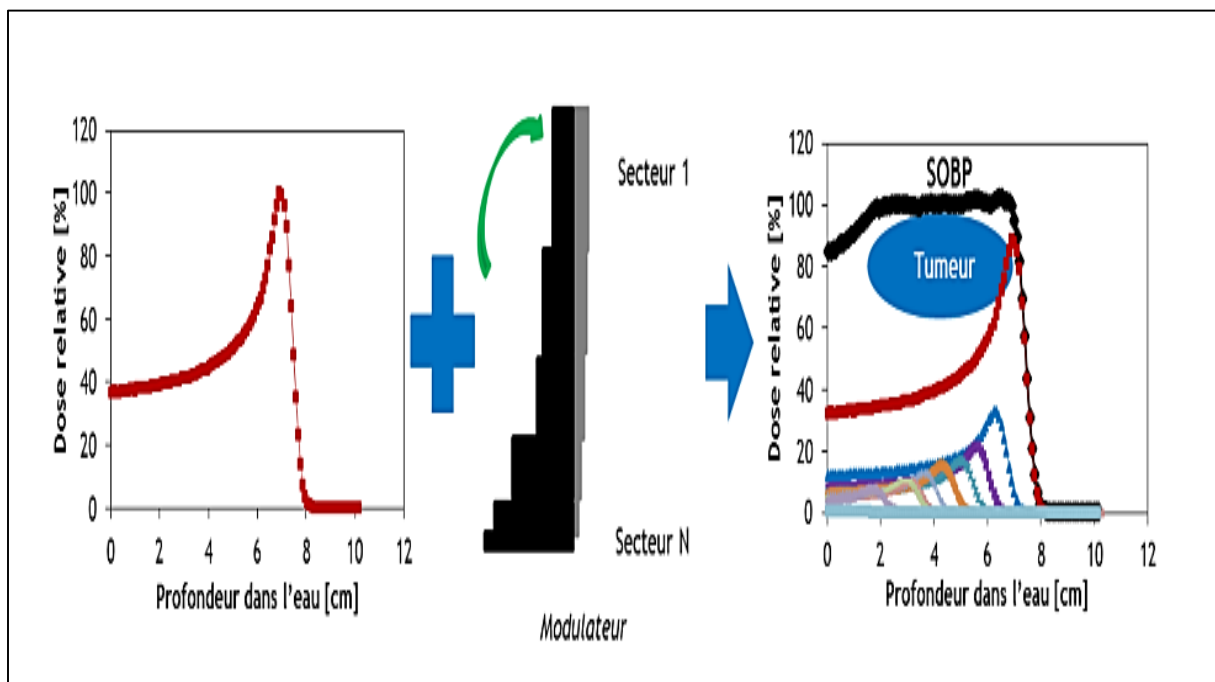 Dose relative [%]
120
100
80
60
40
20
0
0 2 4 6 8 10 12
Profondeur dans l'eau [cm]
Secteur 1
Secteur N
Modulateur
Dose relative [%]
120
100
80
60
40
20
0
SOBP
Tumeur
0 2 4 6 8 10 12
Profondeur dans l'eau [cm]